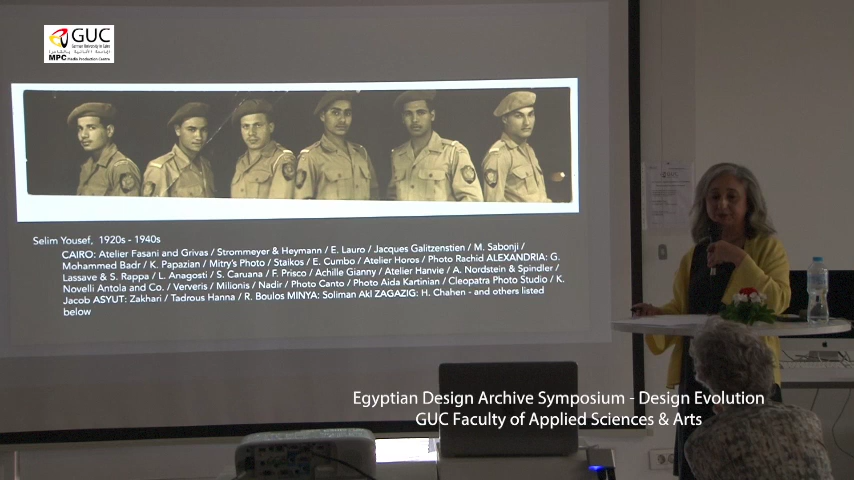 GUC
German University in Cairo
الجامعة الألمانية بالقاهرة
MPC Media Production Centre
GUC
Selim Yousef, 1920s - 1940s
CAIRO: Atelier Fasani and Grivas / Strommeyer & Heymann / E. Lauro / Jacques Galitzenstien / M. Sabonji /
Mohammed Badr / K. Papazian / Mitry's Photo / Staikos / E. Cumbo / Atelier Horos / Photo Rachid ALEXANDRIA: G.
Lassave & S. Rappa / L. Anagosti / S. Caruana / F. Prisco / Achille Gianny / Atelier Hanvie / A. Nordstein & Spindler /
Novelli Antola and Co. / Ververis / Milionis / Nadir / Photo Canto / Photo Aida Kartinian / Cleopatra Photo Studio / K.
Jacob ASYUT: Zakhari / Tadrous Hanna / R. Boulos MINYA: Soliman Akl ZAGAZIG: H. Chahen - and others listed
below
Egyptian Design Archive Symposium - Design Evolution
GUC Faculty of Applied Sciences & Arts